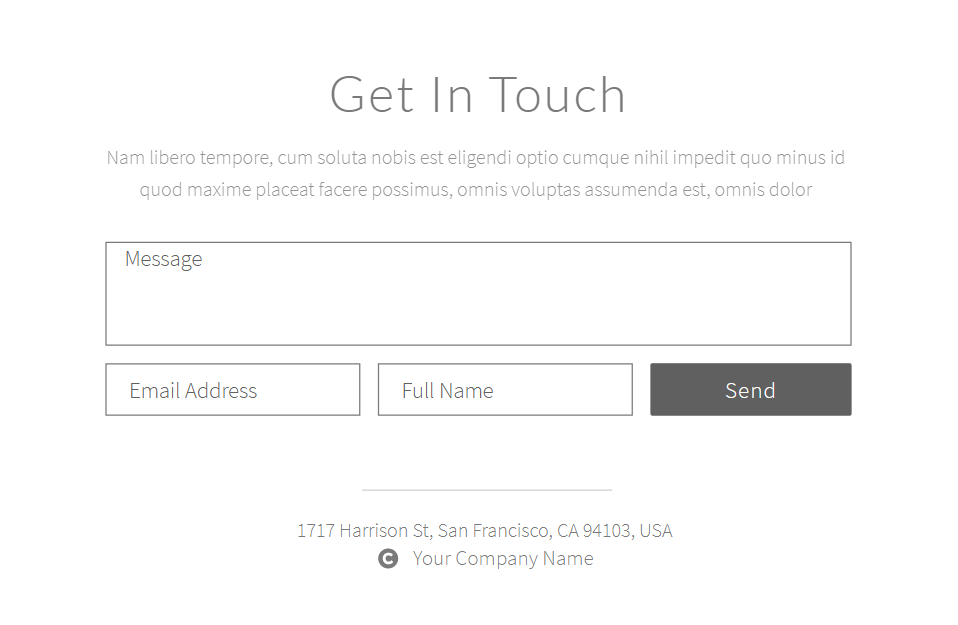 Get In Touch
Nam libero tempore, cum soluta nobis est eligendi optio cumque nihil impedit quo minus id
quod maxime placeat facere possimus, omnis voluptas assumenda est, omnis dolor
Message
Email Address
Full Name
Send
1717 Harrison St, San Francisco, CA 94103, USA
© Your Company Name